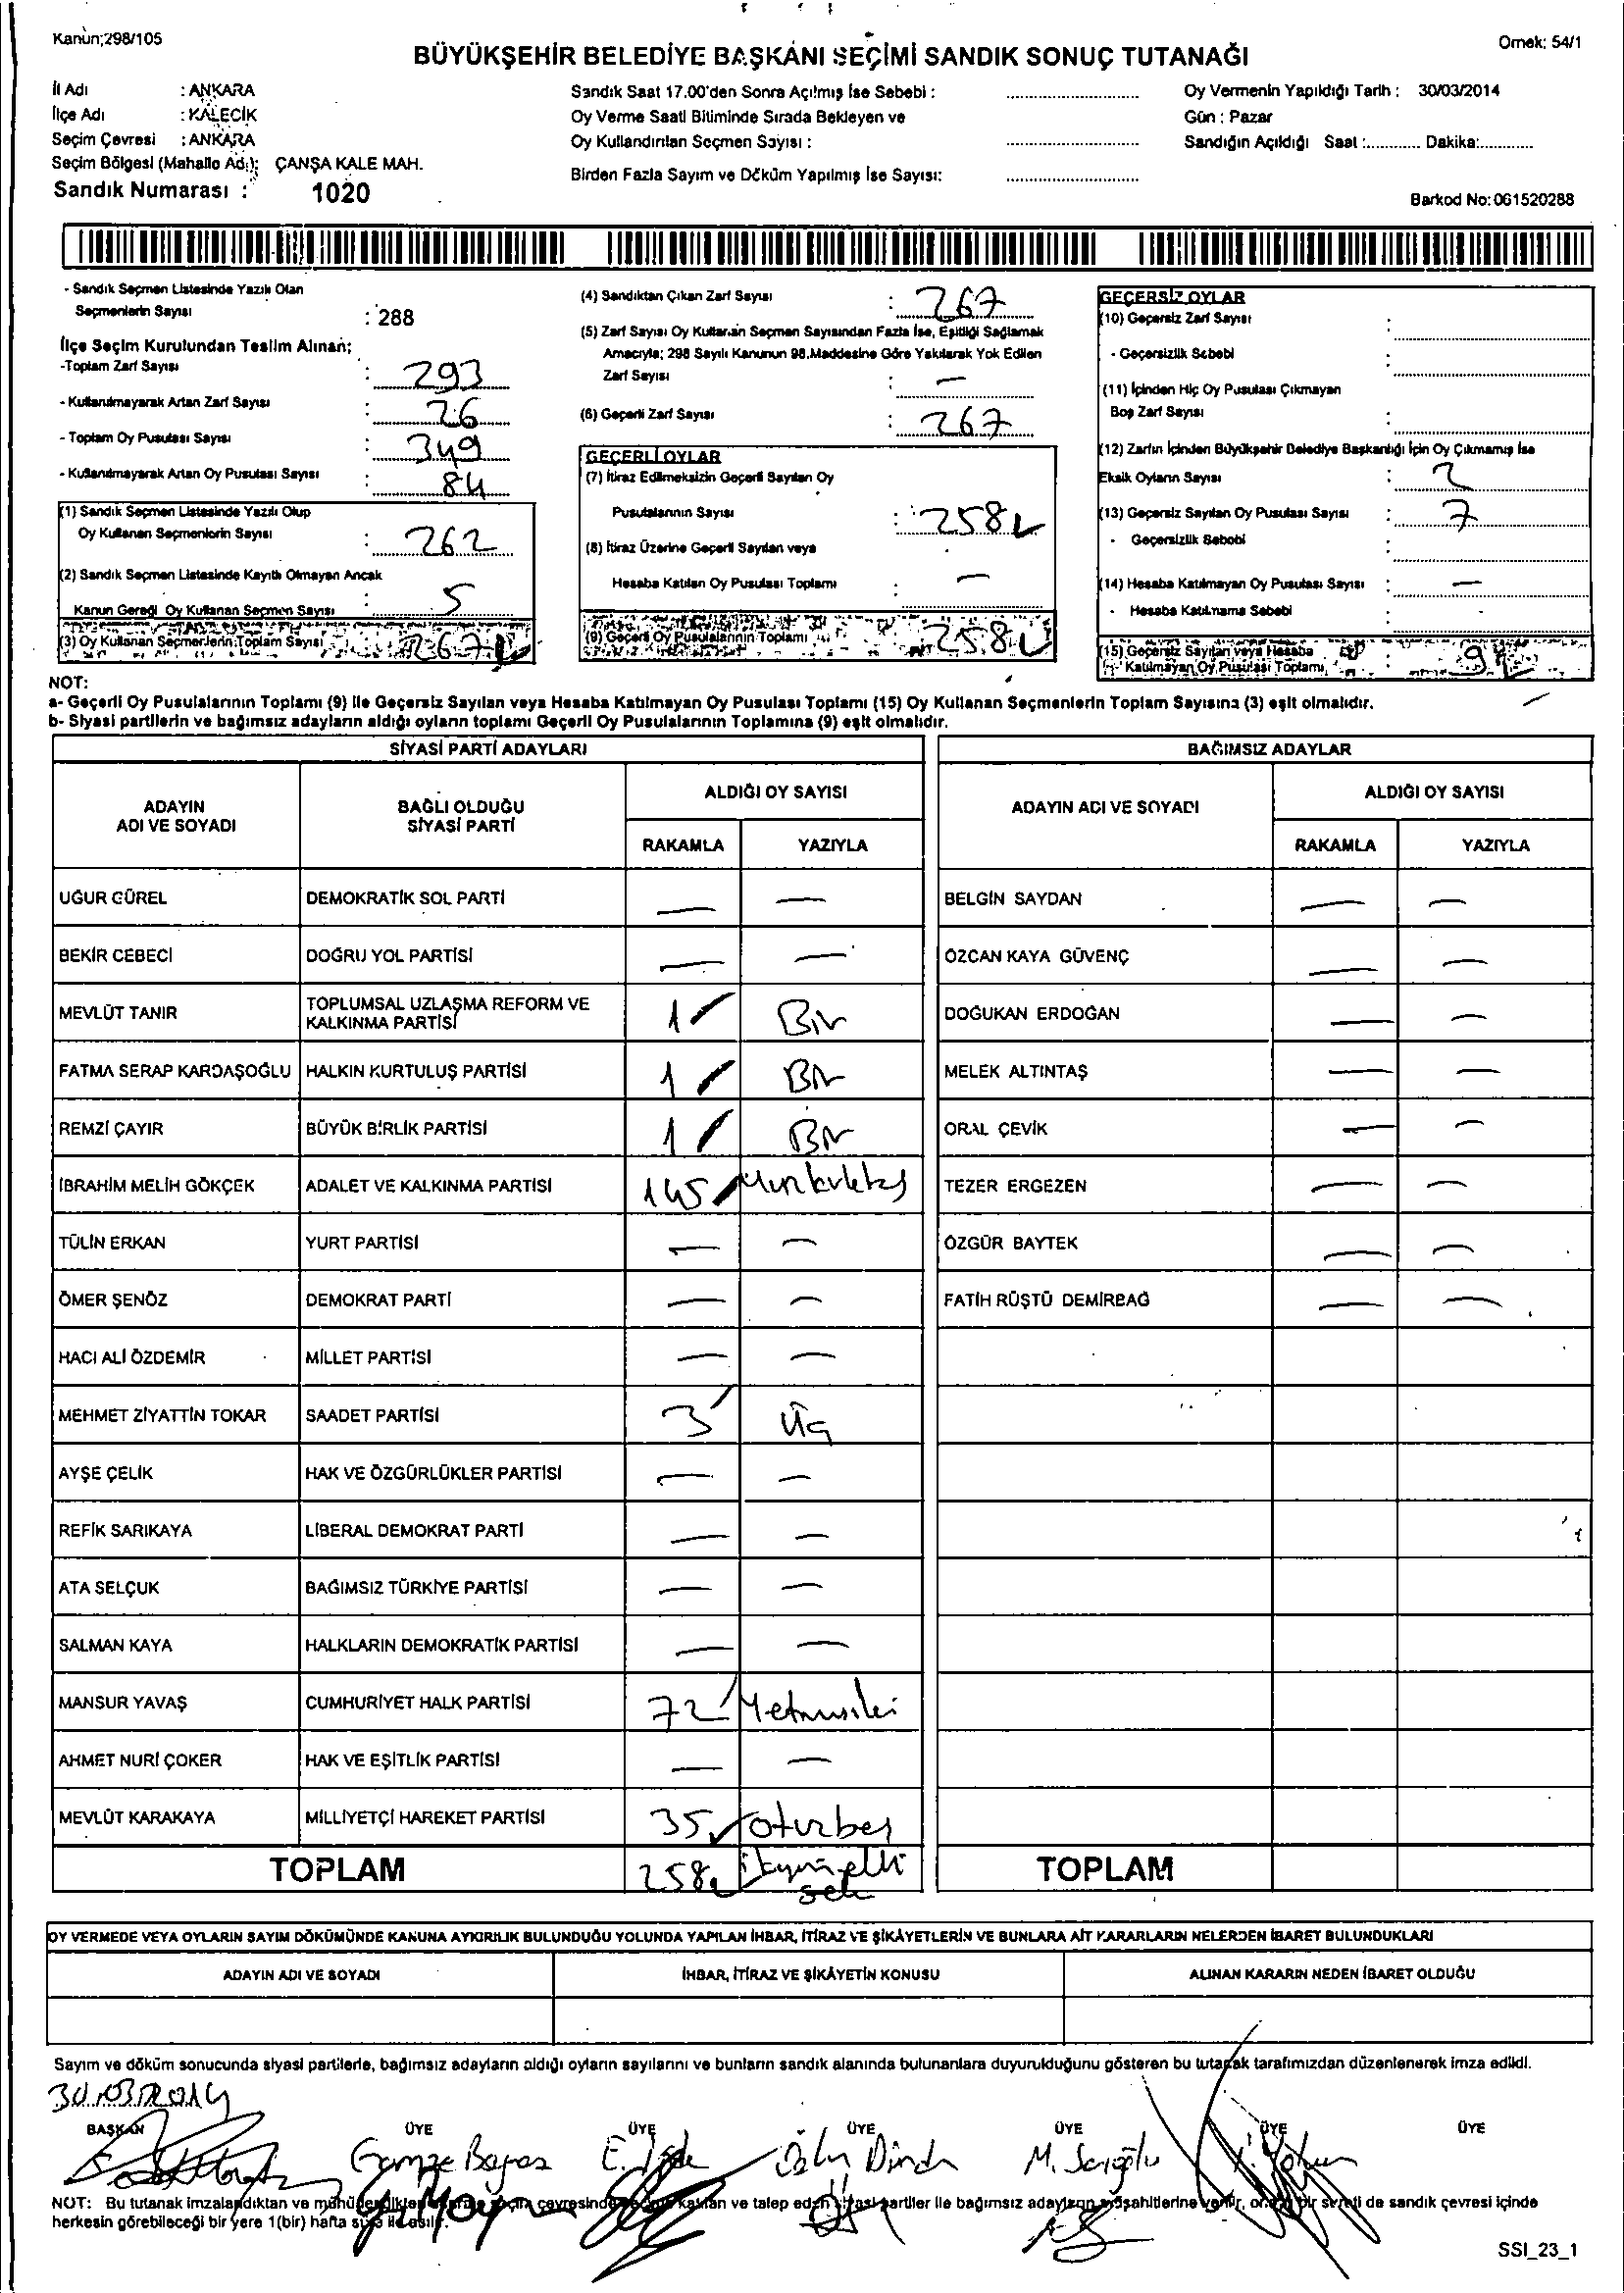 Kanun;298/105
Örnek: 54/1
BÜYÜKŞEHİR BELEDİYE BAŞKANI SEÇİMİ SANDIK SONUÇ TUTANAĞI
İl Adı : ANKARA
İlçe Adı : KALECİK
Seçim Çevresi : ANKARA
Seçim Bölgesi (Mahalle Adı): ÇANŞA KALE MAH.
Sandık Numarası : 1020
Sandık Saat 17.00'den Sonra Açılmış İse Sebebi :
Oy Verme Saati Bitiminde Sırada Bekleyen ve
Oy Kullandırılan Seçmen Sayısı :
Birden Fazla Sayım ve Döküm Yapılmış İse Sayısı:
Oy Vermenin Yapıldığı Tarih : 30/03/2014
Gün : Pazar
Sandığın Açıldığı Saat :............ Dakika:............
Barkod No:061520288
- Sandık Seçmen Listesinde Yazılı Olan
Seçmenlerin Sayısı : 288
İlçe Seçim Kurulundan Teslim Alınan;
-Toplam Zarf Sayısı : 293
- Kullanılmayarak Artan Zarf Sayısı : 26
- Toplam Oy Pusulası Sayısı : 349
- Kullanılmayarak Artan Oy Pusulası Sayısı : 84
(1) Sandık Seçmen Listesinde Yazılı Olup
Oy Kullanan Seçmenlerin Sayısı : 262
(2) Sandık Seçmen Listesinde Kayıtlı Olmayan Ancak
Kanun Gereği Oy Kullanan Seçmen Sayısı : 5
(3) Oy Kullanan Seçmenlerin Toplam Sayısı : 267
(4) Sandıktan Çıkan Zarf Sayısı : 267
(5) Zarf Sayısı Oy Kullanan Seçmen Sayısından Fazla İse, Eşitliği Sağlamak
Amacıyla; 298 Sayılı Kanunun 98.Maddesine Göre Yakılarak Yok Edilen
Zarf Sayısı : —
(6) Geçerli Zarf Sayısı : 267
GEÇERLİ OYLAR
(7) İtiraz Edilmeksizin Geçerli Sayılan Oy
Pusulalarının Sayısı : 258
(8) İtiraz Üzerine Geçerli Sayılan veya
Hesaba Katılan Oy Pusulası Toplamı : —
(9) Geçerli Oy Pusulalarının Toplamı : 258
GEÇERSİZ OYLAR
(10) Geçersiz Zarf Sayısı :
- Geçersizlik Sebebi :
(11) İçinden Hiç Oy Pusulası Çıkmayan
Boş Zarf Sayısı :
(12) Zarfın İçinden Büyükşehir Belediye Başkanlığı İçin Oy Çıkmamış İse
Eksik Oyların Sayısı : 2
(13) Geçersiz Sayılan Oy Pusulası Sayısı : 7
- Geçersizlik Sebebi :
(14) Hesaba Katılmayan Oy Pusulası Sayısı : —
- Hesaba Katılmama Sebebi :
(15) Geçersiz Sayılan veya Hesaba
Katılmayan Oy Pusulası Toplamı : 9
NOT:
a- Geçerli Oy Pusulalarının Toplamı (9) ile Geçersiz Sayılan veya Hesaba Katılmayan Oy Pusulası Toplamı (15) Oy Kullanan Seçmenlerin Toplam Sayısına (3) eşit olmalıdır.
b- Siyasi partilerin ve bağımsız adayların aldığı oyların toplamı Geçerli Oy Pusulalarının Toplamına (9) eşit olmalıdır.
SİYASİ PARTİ ADAYLARI
ADAYIN ADI VE SOYADI
BAĞLI OLDUĞU SİYASİ PARTİ
ALDIĞI OY SAYISI
RAKAMLA YAZIYLA
UĞUR GÜREL DEMOKRATİK SOL PARTİ — —
BEKİR CEBECİ DOĞRU YOL PARTİSİ — —
MEVLÜT TANIR TOPLUMSAL UZLAŞMA REFORM VE KALKINMA PARTİSİ 1 Bir
FATMA SERAP KARDAŞOĞLU HALKIN KURTULUŞ PARTİSİ 1 Bir
REMZİ ÇAYIR BÜYÜK BİRLİK PARTİSİ 1 Bir
İBRAHİM MELİH GÖKÇEK ADALET VE KALKINMA PARTİSİ 145
TÜLİN ERKAN YURT PARTİSİ — —
ÖMER ŞENÖZ DEMOKRAT PARTİ — —
HACI ALİ ÖZDEMİR MİLLET PARTİSİ — —
MEHMET ZİYATTİN TOKAR SAADET PARTİSİ 3 Üç
AYŞE ÇELİK HAK VE ÖZGÜRLÜKLER PARTİSİ — —
REFİK SARIKAYA LİBERAL DEMOKRAT PARTİ — —
ATA SELÇUK BAĞIMSIZ TÜRKİYE PARTİSİ — —
SALMAN KAYA HALKLARIN DEMOKRATİK PARTİSİ — —
MANSUR YAVAŞ CUMHURİYET HALK PARTİSİ 72 Yetmişiki
AHMET NURİ ÇOKER HAK VE EŞİTLİK PARTİSİ — —
MEVLÜT KARAKAYA MİLLİYETÇİ HAREKET PARTİSİ 35 oturbeş
TOPLAM 258 ikiyüzelli sek
BAĞIMSIZ ADAYLAR
ADAYIN ADI VE SOYADI
ALDIĞI OY SAYISI
RAKAMLA YAZIYLA
BELGİN SAYDAN — —
ÖZCAN KAYA GÜVENÇ — —
DOĞUKAN ERDOĞAN — —
MELEK ALTINTAŞ — —
ORAL ÇEVİK — —
TEZER ERGEZEN — —
ÖZGÜR BAYTEK — —
FATİH RÜŞTÜ DEMİRBAĞ — —
TOPLAM
OY VERMEDE VEYA OYLARIN SAYIM DÖKÜMÜNDE KANUNA AYKIRILIK BULUNDUĞU YOLUNDA YAPILAN İHBAR, İTİRAZ VE ŞİKÂYETLERİN VE BUNLARA AİT KARARLARIN NELERDEN İBARET BULUNDUKLARI
ADAYIN ADI VE SOYADI
İHBAR, İTİRAZ VE ŞİKÂYETİN KONUSU
ALINAN KARARIN NEDEN İBARET OLDUĞU
Sayım ve döküm sonucunda siyasi partilerle, bağımsız adayların aldığı oyların sayılarını ve bunların sandık alanında bulunanlara duyurulduğunu gösteren bu tutanak tarafımızdan düzenlenerek imza edildi.
30.03.2014
BAŞKAN ÜYE ÜYE ÜYE ÜYE ÜYE ÜYE
Gamze
NOT: Bu tutanak imzalandıktan ve mühürlendikten sonra seçim çevresinde seçime katılan ve talep eden siyasi partiler ile bağımsız adayların müşahitlerine verilir, onaylı bir sureti de sandık çevresi içinde
herkesin görebileceği bir yere 1(bir) hafta süre ile asılır.
SSI_23_1